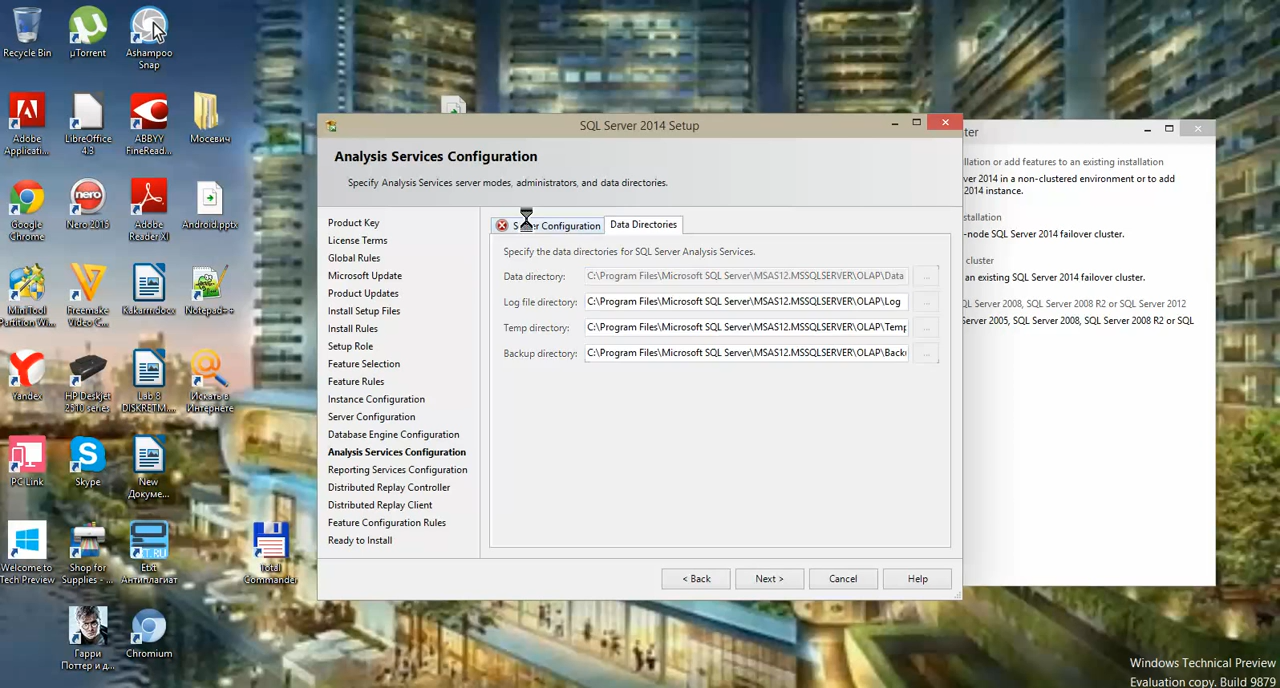 Recycle Bin
µTorrent
Ashampoo
Snap
Adobe
Applicati...
LibreOffice
4.3
ABBYY
FineRead...
Мосевич
Google
Chrome
Nero 2015
Adobe
Reader XI
Android.pptx
MiniTool
Partition Wi...
Freemake
Video C...
Kakarmdocx
Notepad++
Yandex
HP Deskjet
2510 series
Lab 8
DISKRETM...
Искать в
Интернете
PC Link
Skype
New
Докуме...
Welcome to
Tech Preview
Shop for
Supplies - ...
Etxt
Антиплагиат
Total
Commander
Гарри
Поттер и д...
Chromium
SQL Server 2014 Setup
Analysis Services Configuration
Specify Analysis Services server modes, administrators, and data directories.
Product Key
License Terms
Global Rules
Microsoft Update
Product Updates
Install Setup Files
Install Rules
Setup Role
Feature Selection
Feature Rules
Instance Configuration
Server Configuration
Database Engine Configuration
Analysis Services Configuration
Reporting Services Configuration
Distributed Replay Controller
Distributed Replay Client
Feature Configuration Rules
Ready to Install
Server Configuration
Data Directories
Specify the data directories for SQL Server Analysis Services.
Data directory: C:\Program Files\Microsoft SQL Server\MSAS12.MSSQLSERVER\OLAP\Data ...
Log file directory: C:\Program Files\Microsoft SQL Server\MSAS12.MSSQLSERVER\OLAP\Log ...
Temp directory: C:\Program Files\Microsoft SQL Server\MSAS12.MSSQLSERVER\OLAP\Temp ...
Backup directory: C:\Program Files\Microsoft SQL Server\MSAS12.MSSQLSERVER\OLAP\Back ...
< Back
Next >
Cancel
Help
ter
llation or add features to an existing installation
ver 2014 in a non-clustered environment or to add
2014 instance.
stallation
-node SQL Server 2014 failover cluster.
cluster
an existing SQL Server 2014 failover cluster.
SQL Server 2008, SQL Server 2008 R2 or SQL Server 2012
erver 2005, SQL Server 2008, SQL Server 2008 R2 or SQL
Windows Technical Preview
Evaluation copy. Build 9879